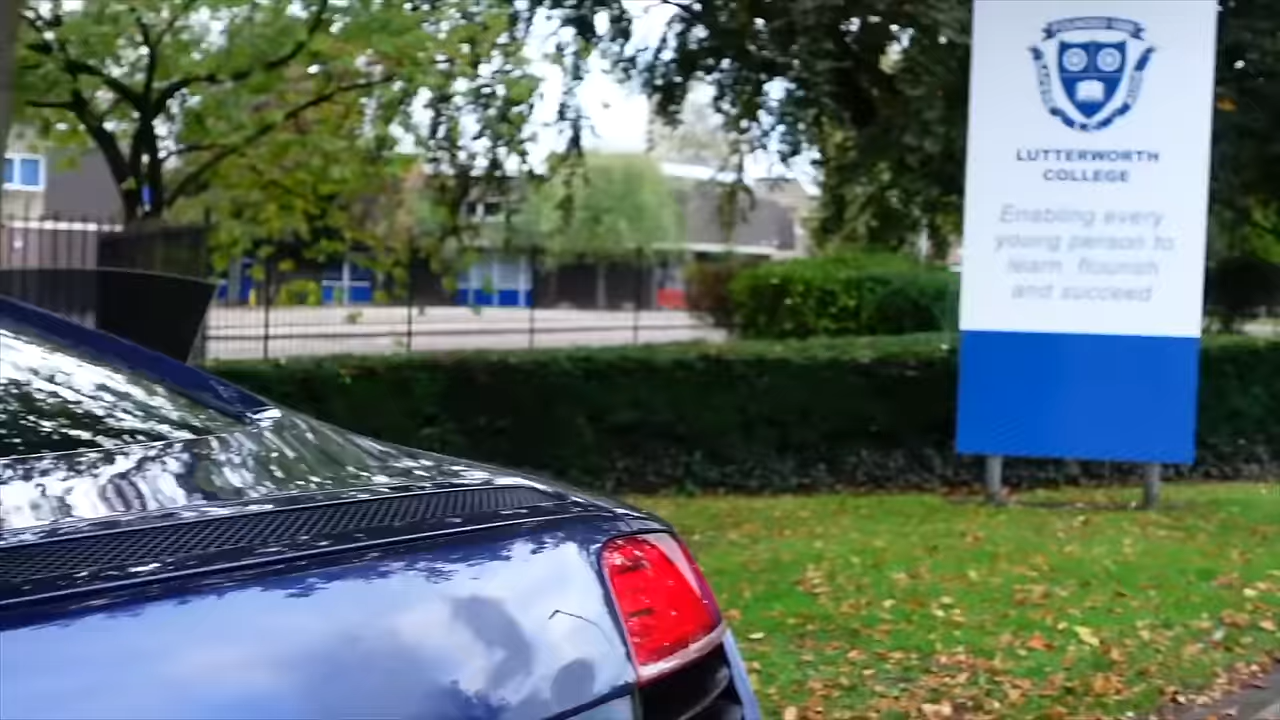 LUTTERWORTH
COLLEGE
Enabling every
young person to
learn flourish
and succeed